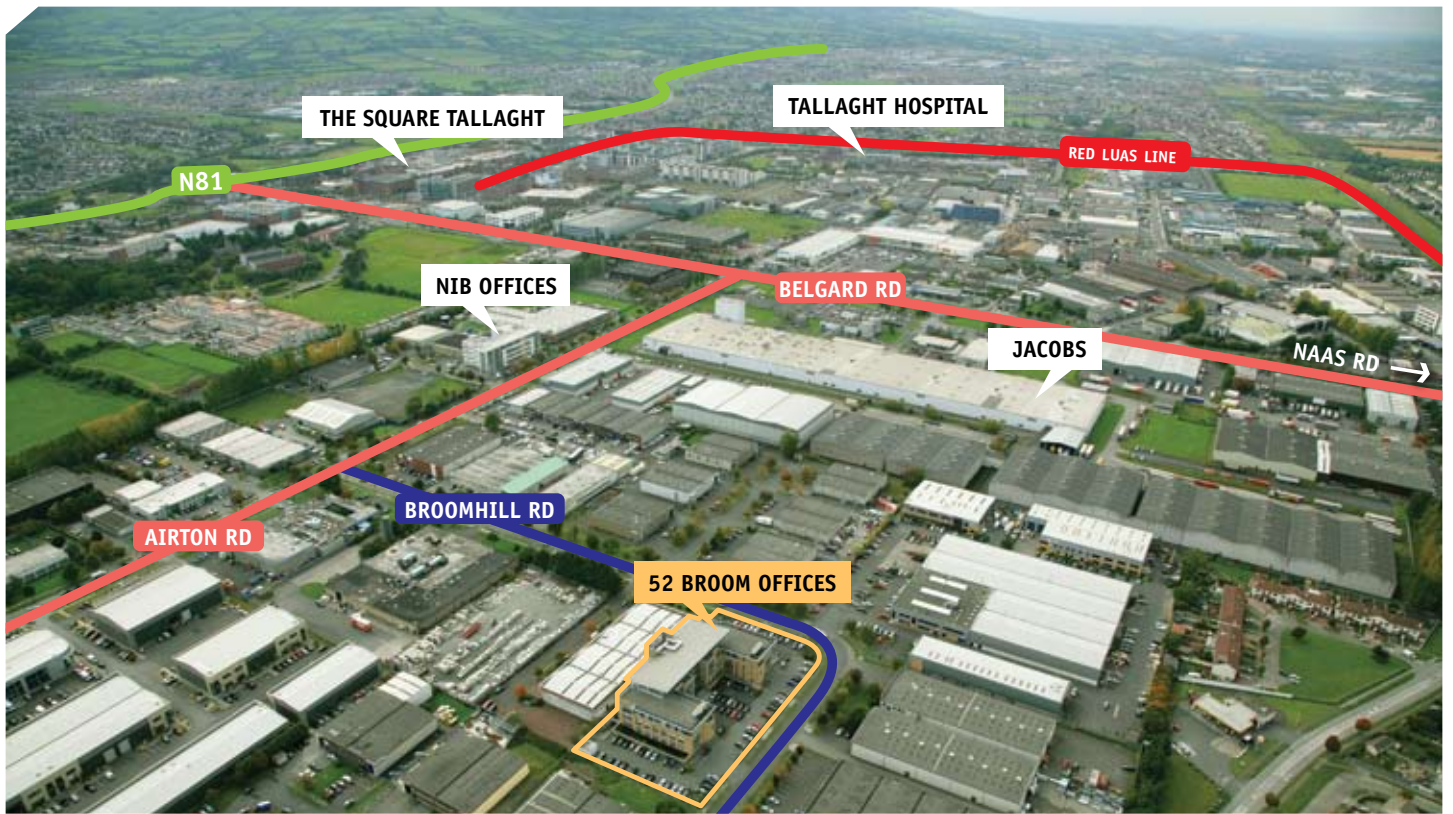 THE SQUARE TALLAGHT
TALLAGHT HOSPITAL
RED LUAS LINE
N81
NIB OFFICES
BELGARD RD
JACOBS
NAAS RD
BROOMHILL RD
AIRTON RD
52 BROOM OFFICES